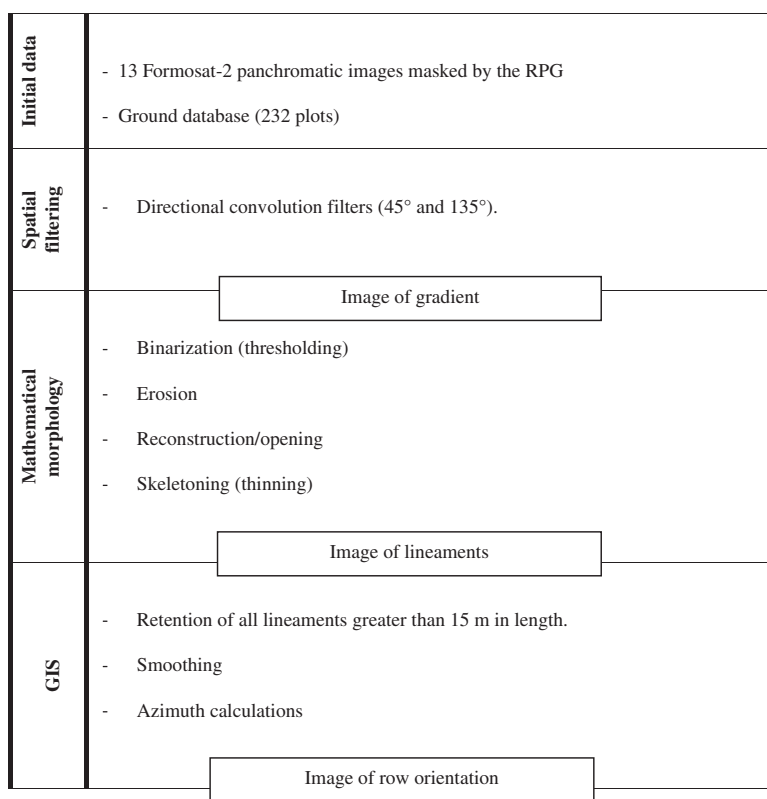 Initial data
- 13 Formosat-2 panchromatic images masked by the RPG
- Ground database (232 plots)
Spatial
filtering
- Directional convolution filters (45° and 135°).
Image of gradient
Mathematical
morphology
- Binarization (thresholding)
- Erosion
- Reconstruction/opening
- Skeletoning (thinning)
Image of lineaments
GIS
- Retention of all lineaments greater than 15 m in length.
- Smoothing
- Azimuth calculations
Image of row orientation